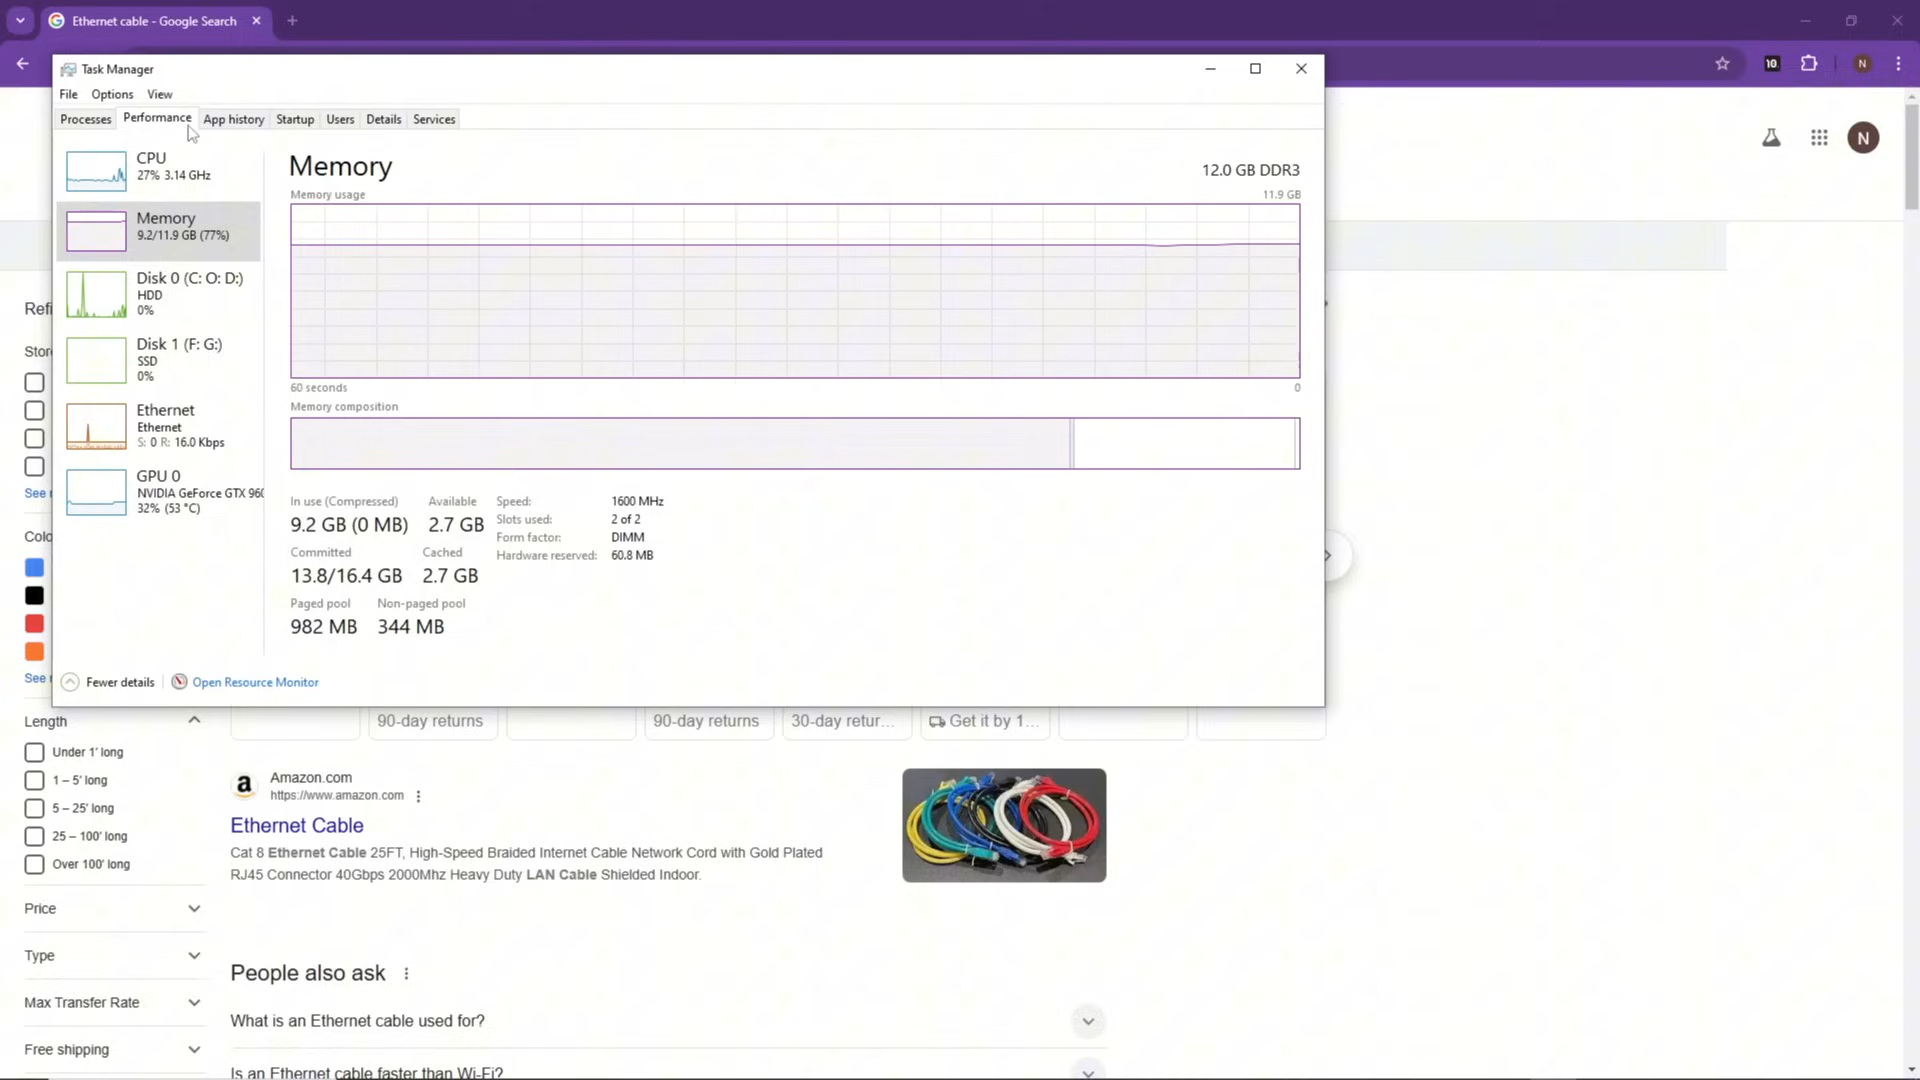 Ethernet cable - Google Search
10
N
Task Manager
File Options View
Processes Performance App history Startup Users Details Services
CPU
27% 3.14 GHz
Memory
9.2/11.9 GB (77%)
Disk 0 (C: O: D:)
HDD
0%
Disk 1 (F: G:)
SSD
0%
Ethernet
Ethernet
S: 0 R: 16.0 Kbps
GPU 0
NVIDIA GeForce GTX 960
32% (53 °C)
Memory
12.0 GB DDR3
Memory usage
11.9 GB
60 seconds
0
Memory composition
In use (Compressed)
9.2 GB (0 MB)
Available
2.7 GB
Committed
13.8/16.4 GB
Cached
2.7 GB
Paged pool
982 MB
Non-paged pool
344 MB
Speed: 1600 MHz
Slots used: 2 of 2
Form factor: DIMM
Hardware reserved: 60.8 MB
Fewer details
Open Resource Monitor
N
Refi
Stor
See
Colo
See
Length
Under 1' long
1 – 5' long
5 – 25' long
25 – 100' long
Over 100' long
Price
Type
Max Transfer Rate
Free shipping
90-day returns
90-day returns
30-day retur...
Get it by 1...
a
Amazon.com
https://www.amazon.com
Ethernet Cable
Cat 8 Ethernet Cable 25FT, High-Speed Braided Internet Cable Network Cord with Gold Plated
RJ45 Connector 40Gbps 2000Mhz Heavy Duty LAN Cable Shielded Indoor.
People also ask
What is an Ethernet cable used for?
Is an Ethernet cable faster than Wi-Fi?